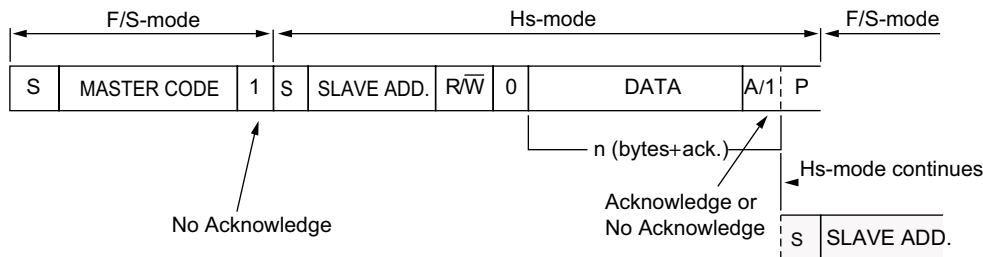 F/S-mode Hs-mode F/S-mode
S MASTER CODE 1 S SLAVE ADD. R/W̅ 0 DATA A/1 P
n (bytes+ack.)
Hs-mode continues
No Acknowledge
Acknowledge or
No Acknowledge
S SLAVE ADD.